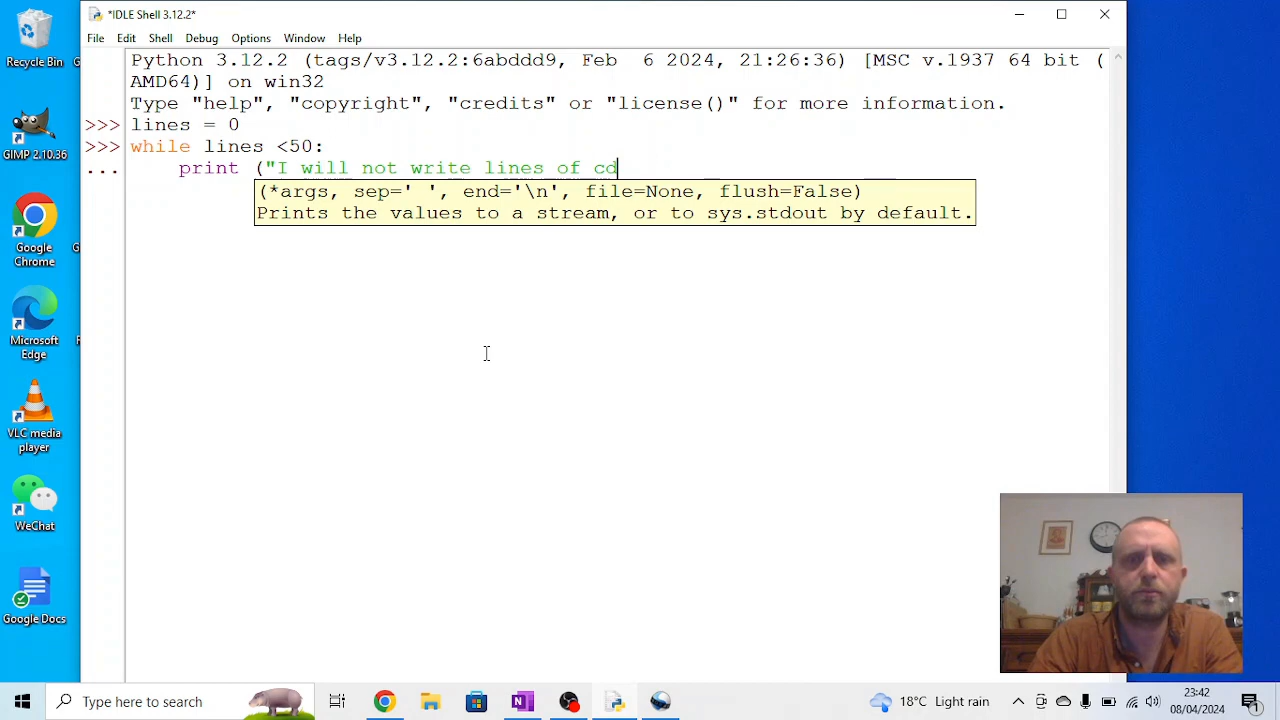 *IDLE Shell 3.12.2*
File Edit Shell Debug Options Window Help
Python 3.12.2 (tags/v3.12.2:6abddd9, Feb  6 2024, 21:26:36) [MSC v.1937 64 bit (
AMD64)] on win32
Type "help", "copyright", "credits" or "license()" for more information.
>>> lines = 0
>>> while lines <50:
... print ("I will not write lines of cd
(*args, sep=' ', end='\n', file=None, flush=False)
Prints the values to a stream, or to sys.stdout by default.
Recycle Bin
GIMP 2.10.36
Google
Chrome
Microsoft
Edge
VLC media
player
WeChat
Google Docs
Type here to search
18°C Light rain
23:42
08/04/2024